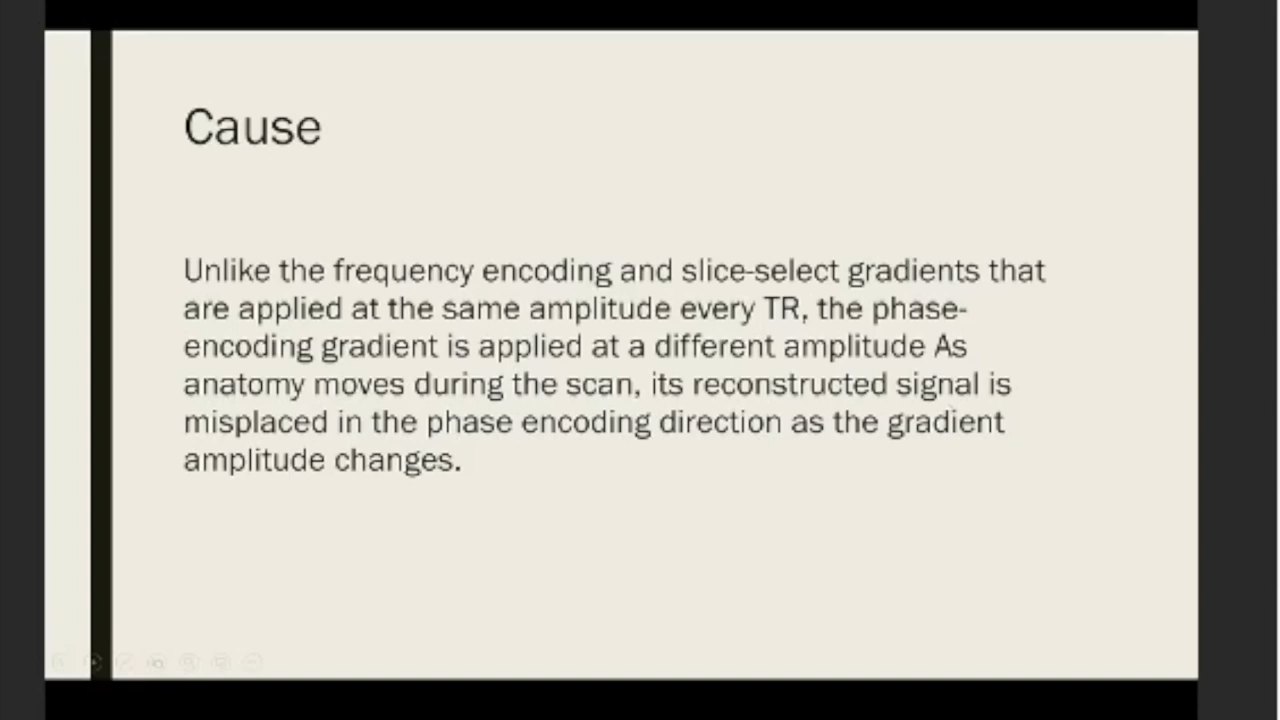 Cause
Unlike the frequency encoding and slice-select gradients that
are applied at the same amplitude every TR, the phase-
encoding gradient is applied at a different amplitude As
anatomy moves during the scan, its reconstructed signal is
misplaced in the phase encoding direction as the gradient
amplitude changes.